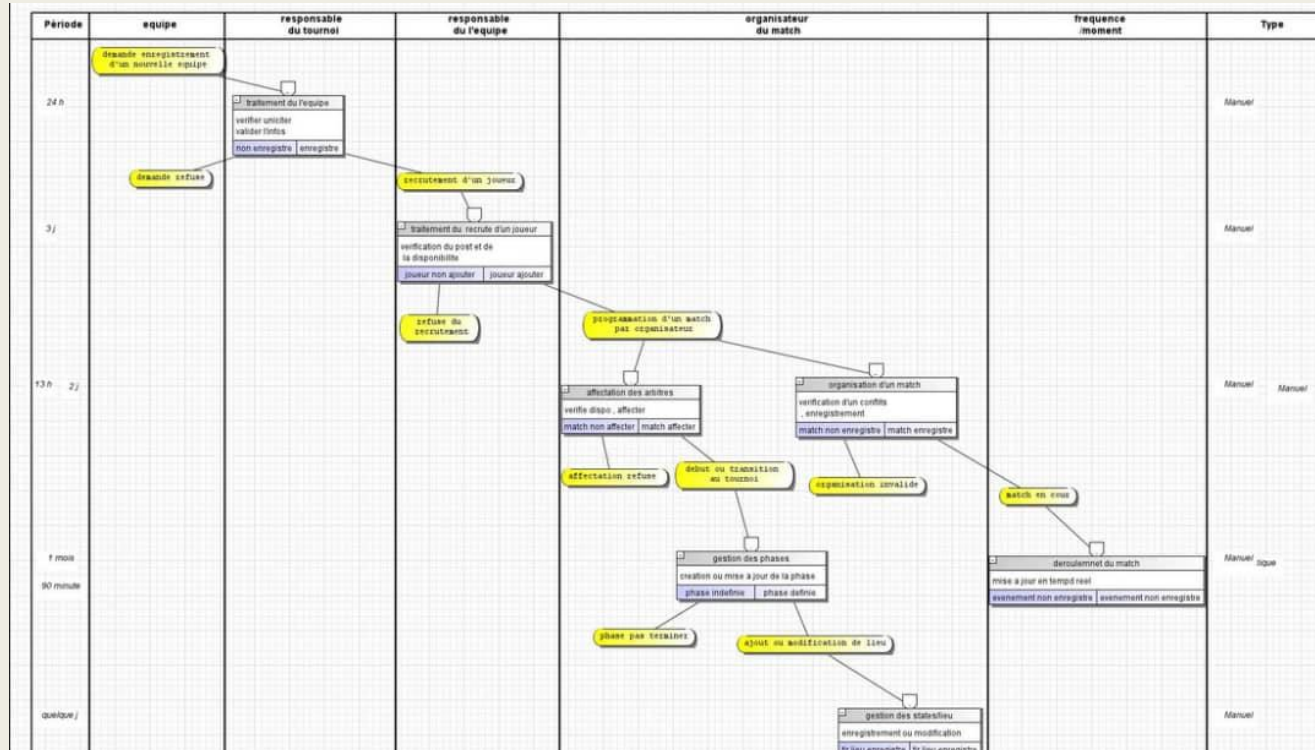 Période
equipe
responsable
du tournoi
responsable
du l'equipe
organisateur
du match
frequence
/moment
Type
demande enregistrement
d'un nouvelle equipe
24 h
traitement du l'equipe
Manuel
verifier uniciter
valider l'infos
non enregistre
enregistre
demande refuse
recrutement d'un joueur
3 j
traitement du recrute d'un joueur
Manuel
verification du post et de
la disponibilite
joueur non ajouter
joueur ajouter
refuse du
recrutement
programmation d'un match
par organisateur
13 h
2 j
affectation des arbitres
organisation d'un match
Manuel
Manuel
verifie dispo , affecter
verification d'un conflits
, enregistrement
match non affecter
match affecter
match non enregistre
match enregistre
affectation refuse
debut ou transition
au tournoi
organisation invalide
match en cous
1 mois
gestion des phases
deroulemnet du match
Manuel
tique
90 minute
creation ou mise a jour de la phase
mise a jour en tempd reel
phase indefinie
phase definie
evenement non enregistre
evenement non enregistre
phase pas terminer
ajout ou modification de lieu
quelque j
gestion des states/lieu
Manuel
enregistrement ou modification